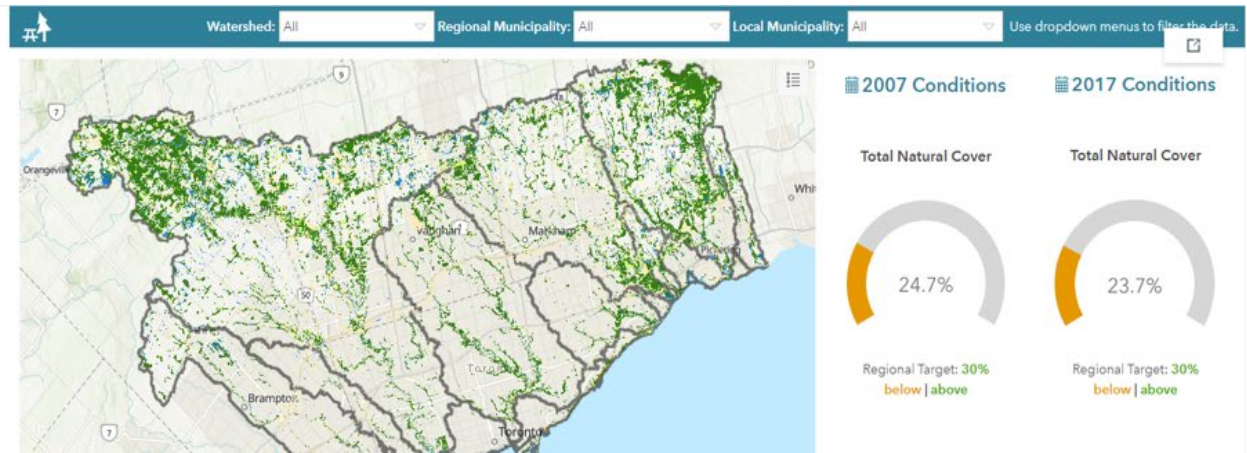 Watershed: All Regional Municipality: All Local Municipality: All Use dropdown menus to filter the data.
2007 Conditions 2017 Conditions
Total Natural Cover Total Natural Cover
24.7% 23.7%
Regional Target: 30% Regional Target: 30%
below | above below | above
9
7
Orangeville
Whit
Vaughan Markham
Pickering
50
Toronto
Brampton
7
Toronto